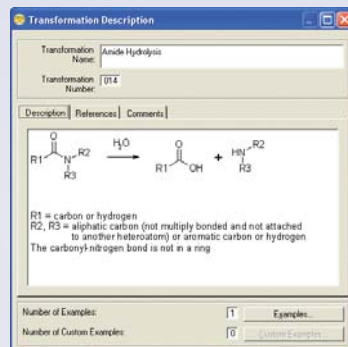 Transformation Description
Transformation
Name:
Amide Hydrolysis
Transformation
Number:
014
Description
References
Comments
O
R1
N
R2
R3
H2O
O
R1
OH
+
HN
R2
R3
R1 = carbon or hydrogen
R2, R3 = aliphatic carbon (not multiply bonded and not attached
to another heteroatom) or aromatic carbon or hydrogen
The carbonyl-nitrogen bond is not in a ring
Number of Examples:
1
Examples...
Number of Custom Examples:
0
Custom Examples...